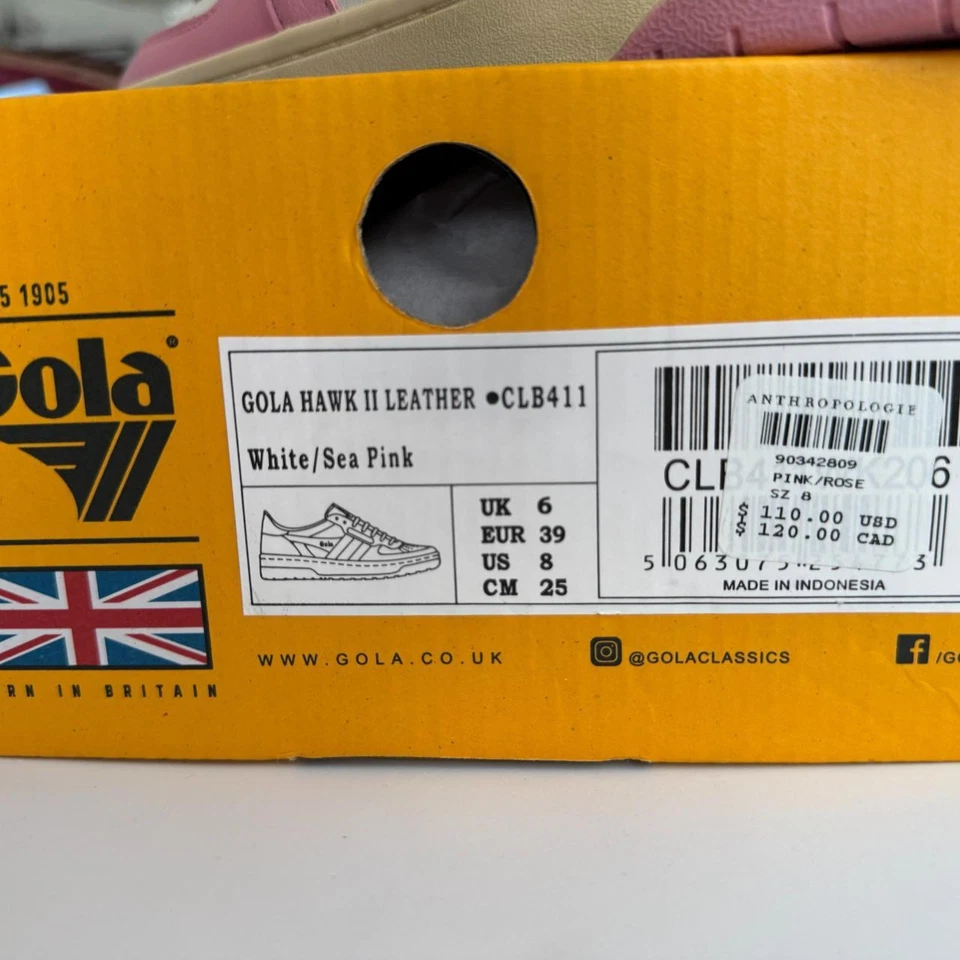 5 1905
Gola
GOLA HAWK II LEATHER •CLB411
White/Sea Pink
Gola
UK 6
EUR 39
US 8
CM 25
ANTHROPOLOGIE
90342809
PINK/ROSE
SZ 8
$ 110.00 USD
$ 120.00 CAD
MADE IN INDONESIA
RN IN BRITAIN
WWW.GOLA.CO.UK
@GOLACLASSICS